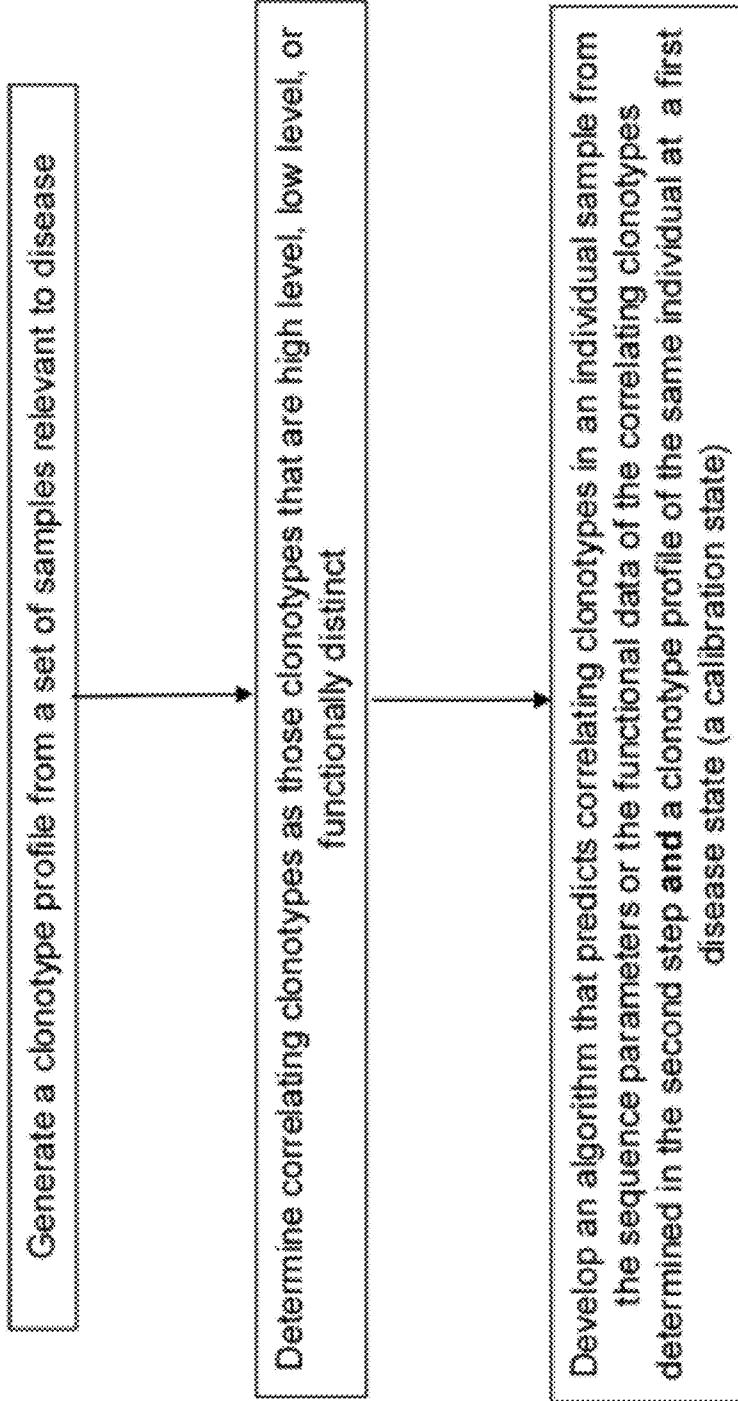 Generate a clonotype profile from a set of samples relevant to disease
Determine correlating clonotypes as those clonotypes that are high level, low level, or
functionally distinct
Develop an algorithm that predicts correlating clonotypes in an individual sample from
the sequence parameters or the functional data of the correlating clonotypes
determined in the second step and a clonotype profile of the same individual at a first
disease state (a calibration state)